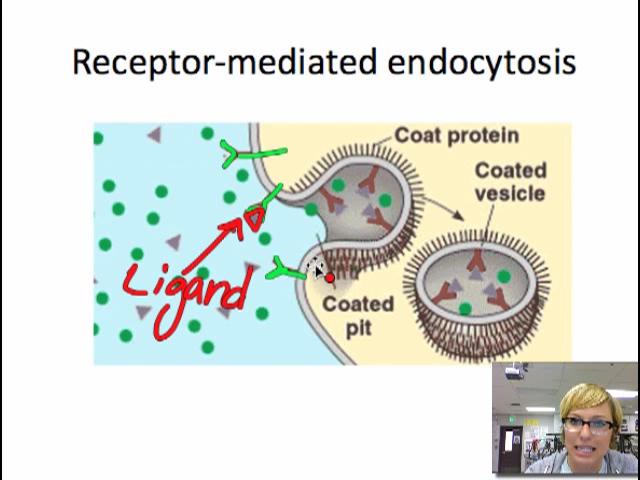 Receptor-mediated endocytosis
Coat protein
Coated
vesicle
Ligand
Coated
pit